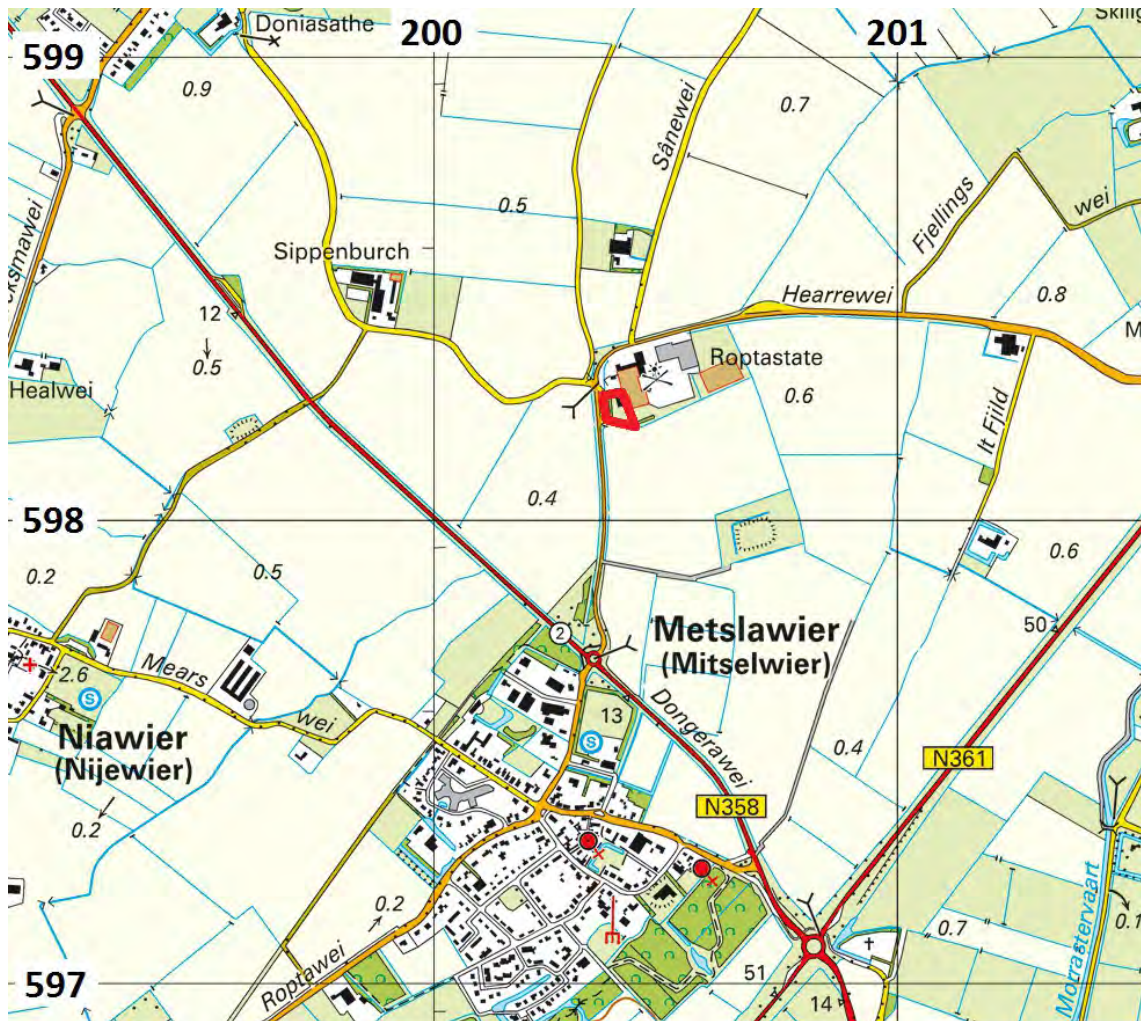 Doniasathe
200
201
599
0.9
0.7
Sânewei
0.5
Fjellings
wei
Sippenburch
Hearrewei
0.8
12
0.5
Roptastate
Healwei
0.6
It Fjild
0.4
598
0.2
0.5
0.6
50
2
Metslawier
(Mitselwier)
2.6
Mears
wei
S
13
S
Dongerawei
Niawier
(Nijewier)
0.4
N361
N358
0.2
0.2
E
0.7
Roptawei
597
51
14
Morrastervaart